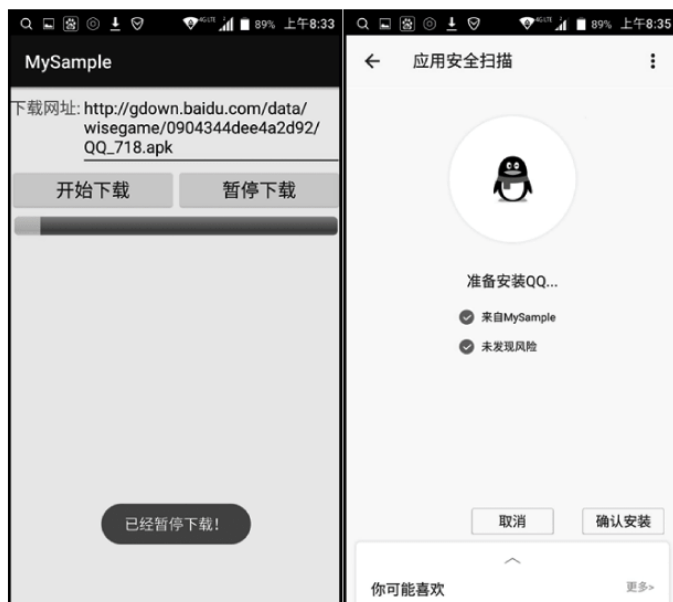 89% 上午8:33
MySample
下载网址: http://gdown.baidu.com/data/
wisegame/0904344dee4a2d92/
QQ_718.apk
开始下载 暂停下载
已经暂停下载!
89% 上午8:35
应用安全扫描
准备安装QQ...
来自MySample
未发现风险
取消 确认安装
你可能喜欢 更多>